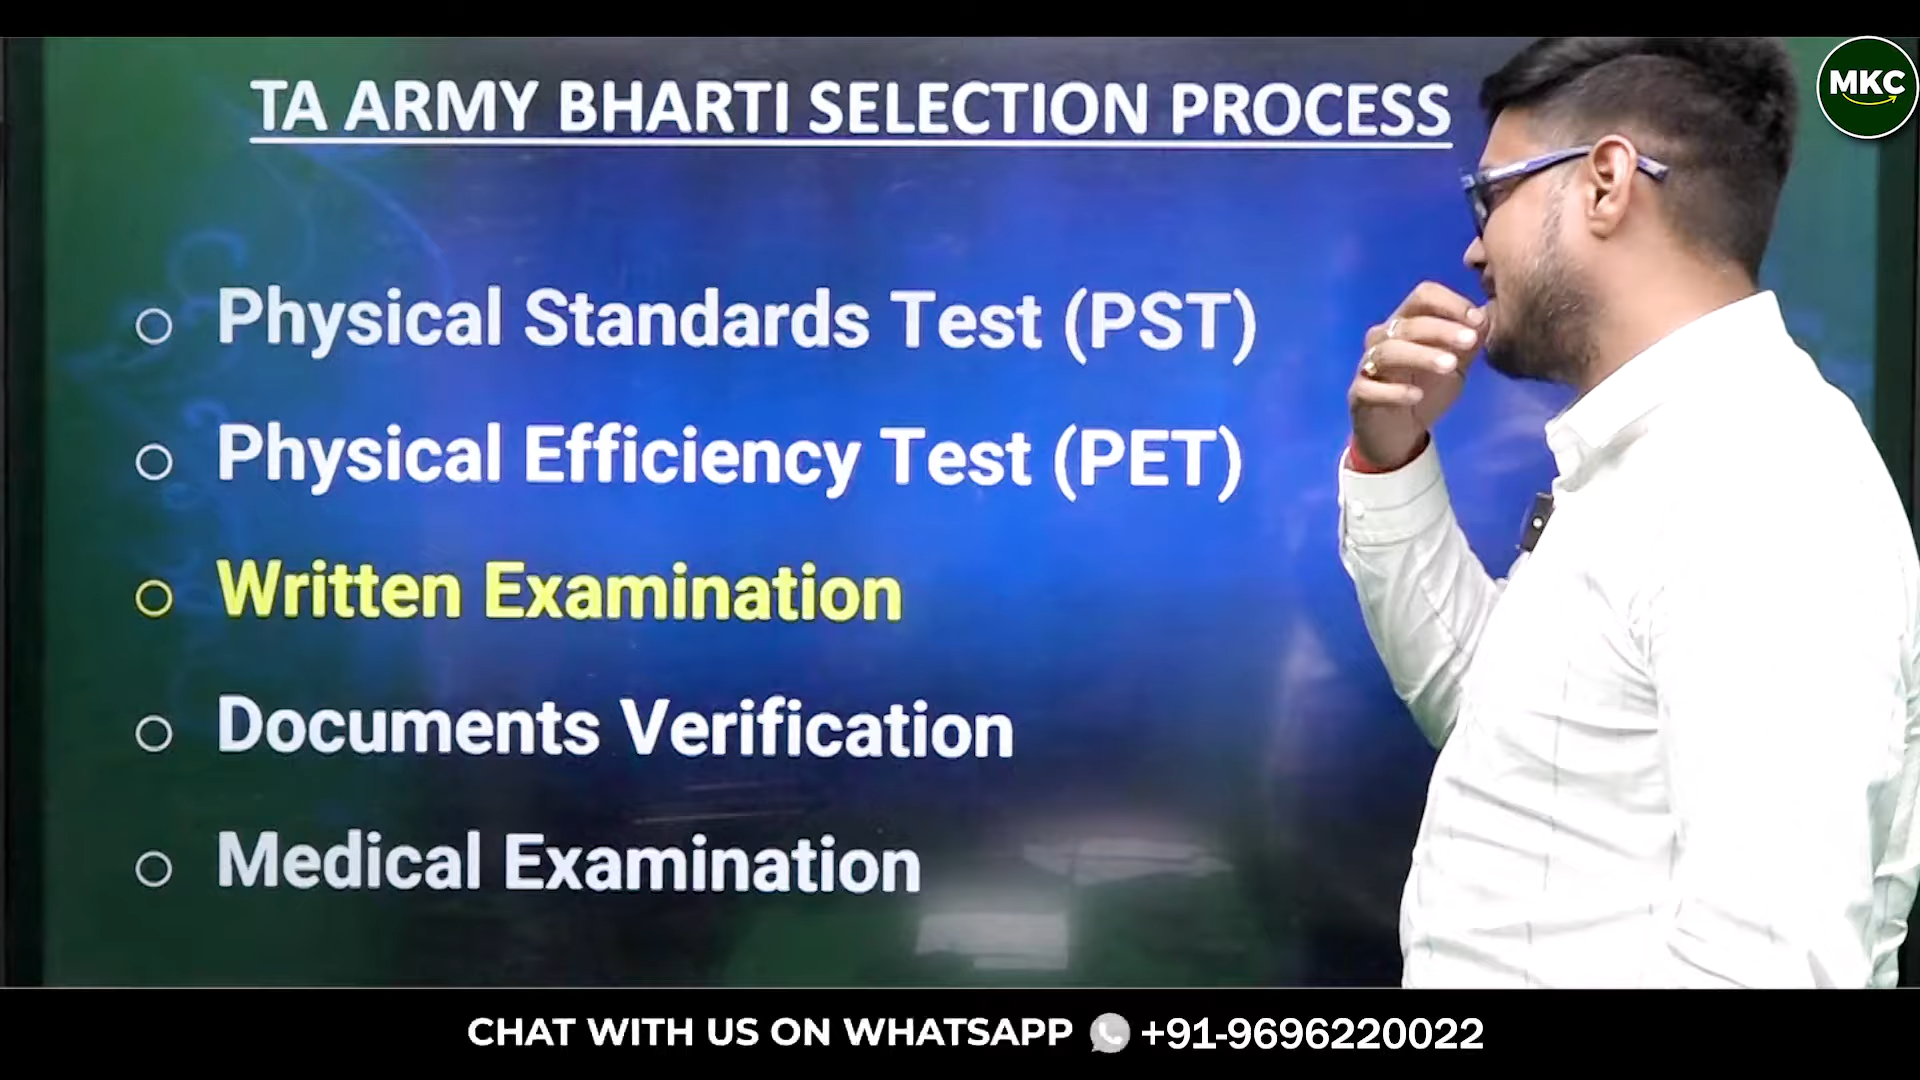 TA ARMY BHARTI SELECTION PROCESS
MKC
○ Physical Standards Test (PST)
○ Physical Efficiency Test (PET)
○ Written Examination
○ Documents Verification
○ Medical Examination
CHAT WITH US ON WHATSAPP +91-9696220022